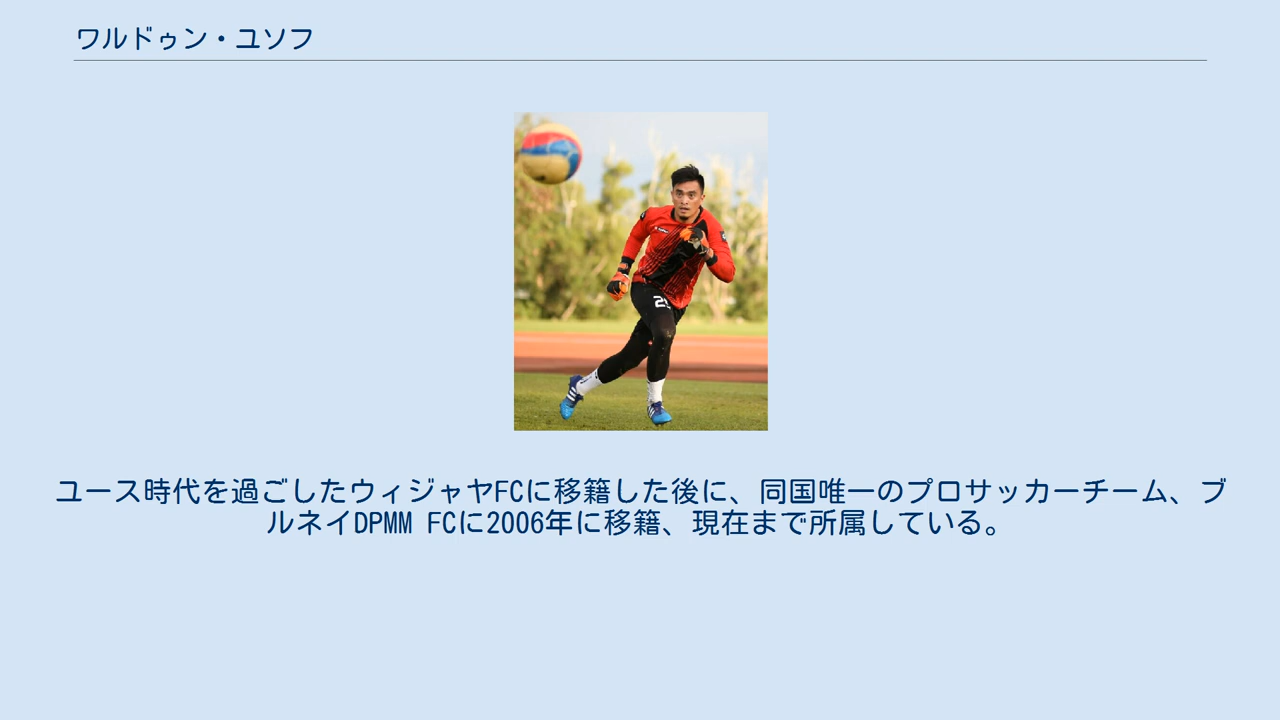 ワルドゥン・ユソフ
ユース時代を過ごしたウィジャヤFCに移籍した後に、同国唯一のプロサッカーチーム、ブ
ルネイDPMM FCに2006年に移籍、現在まで所属している。